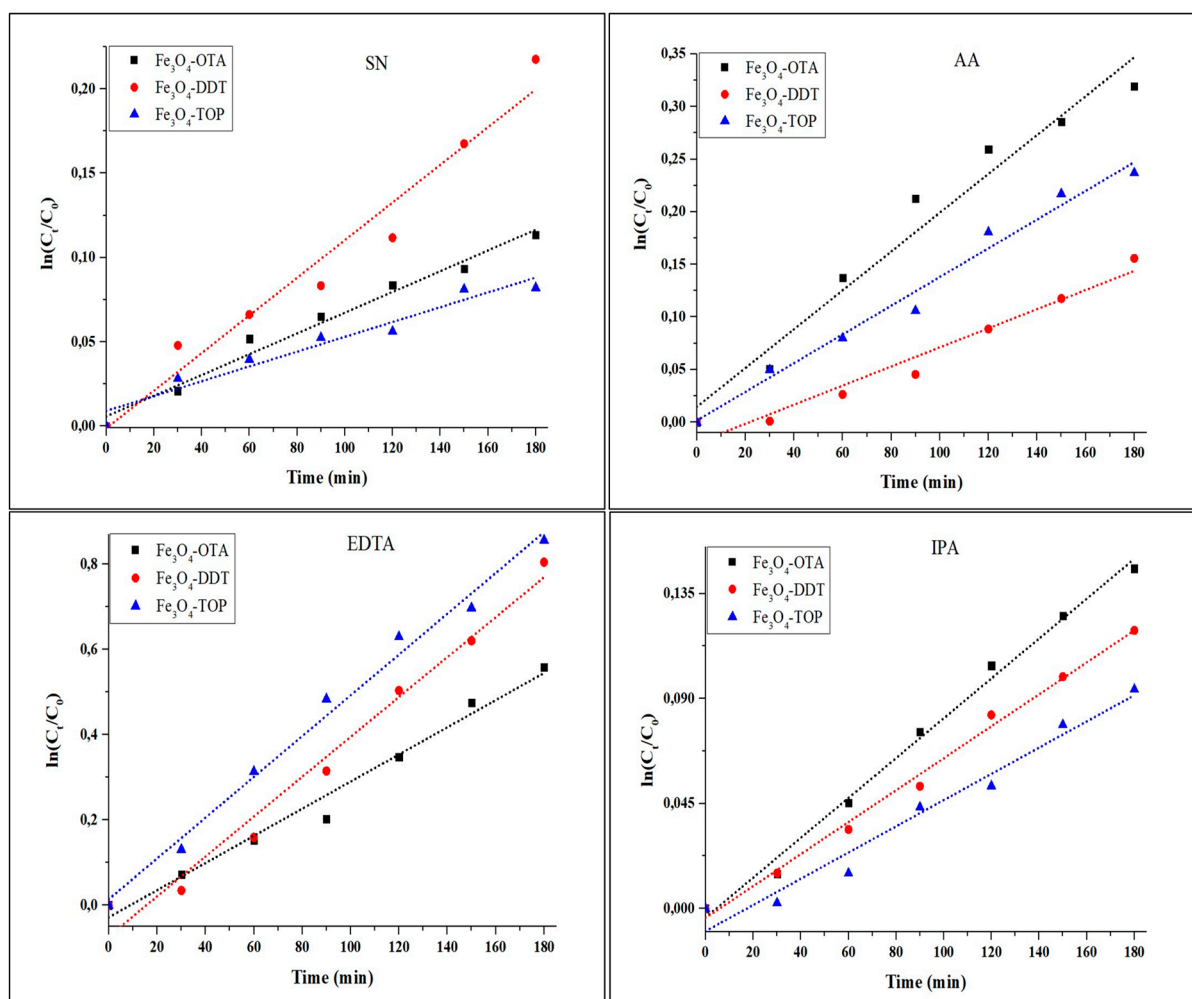 SN
Fe₃O₄-OTA
Fe₃O₄-DDT
Fe₃O₄-TOP
ln(Cₜ/C₀)
0,20
0,15
0,10
0,05
0,00
0 20 40 60 80 100 120 140 160 180
Time (min)
AA
Fe₃O₄-OTA
Fe₃O₄-DDT
Fe₃O₄-TOP
ln(Cₜ/C₀)
0,35
0,30
0,25
0,20
0,15
0,10
0,05
0,00
0 20 40 60 80 100 120 140 160 180
Time (min)
EDTA
Fe₃O₄-OTA
Fe₃O₄-DDT
Fe₃O₄-TOP
ln(Cₜ/C₀)
0,8
0,6
0,4
0,2
0,0
0 20 40 60 80 100 120 140 160 180
Time (min)
IPA
Fe₃O₄-OTA
Fe₃O₄-DDT
Fe₃O₄-TOP
ln(Cₜ/C₀)
0,135
0,090
0,045
0,000
0 20 40 60 80 100 120 140 160 180
Time (min)